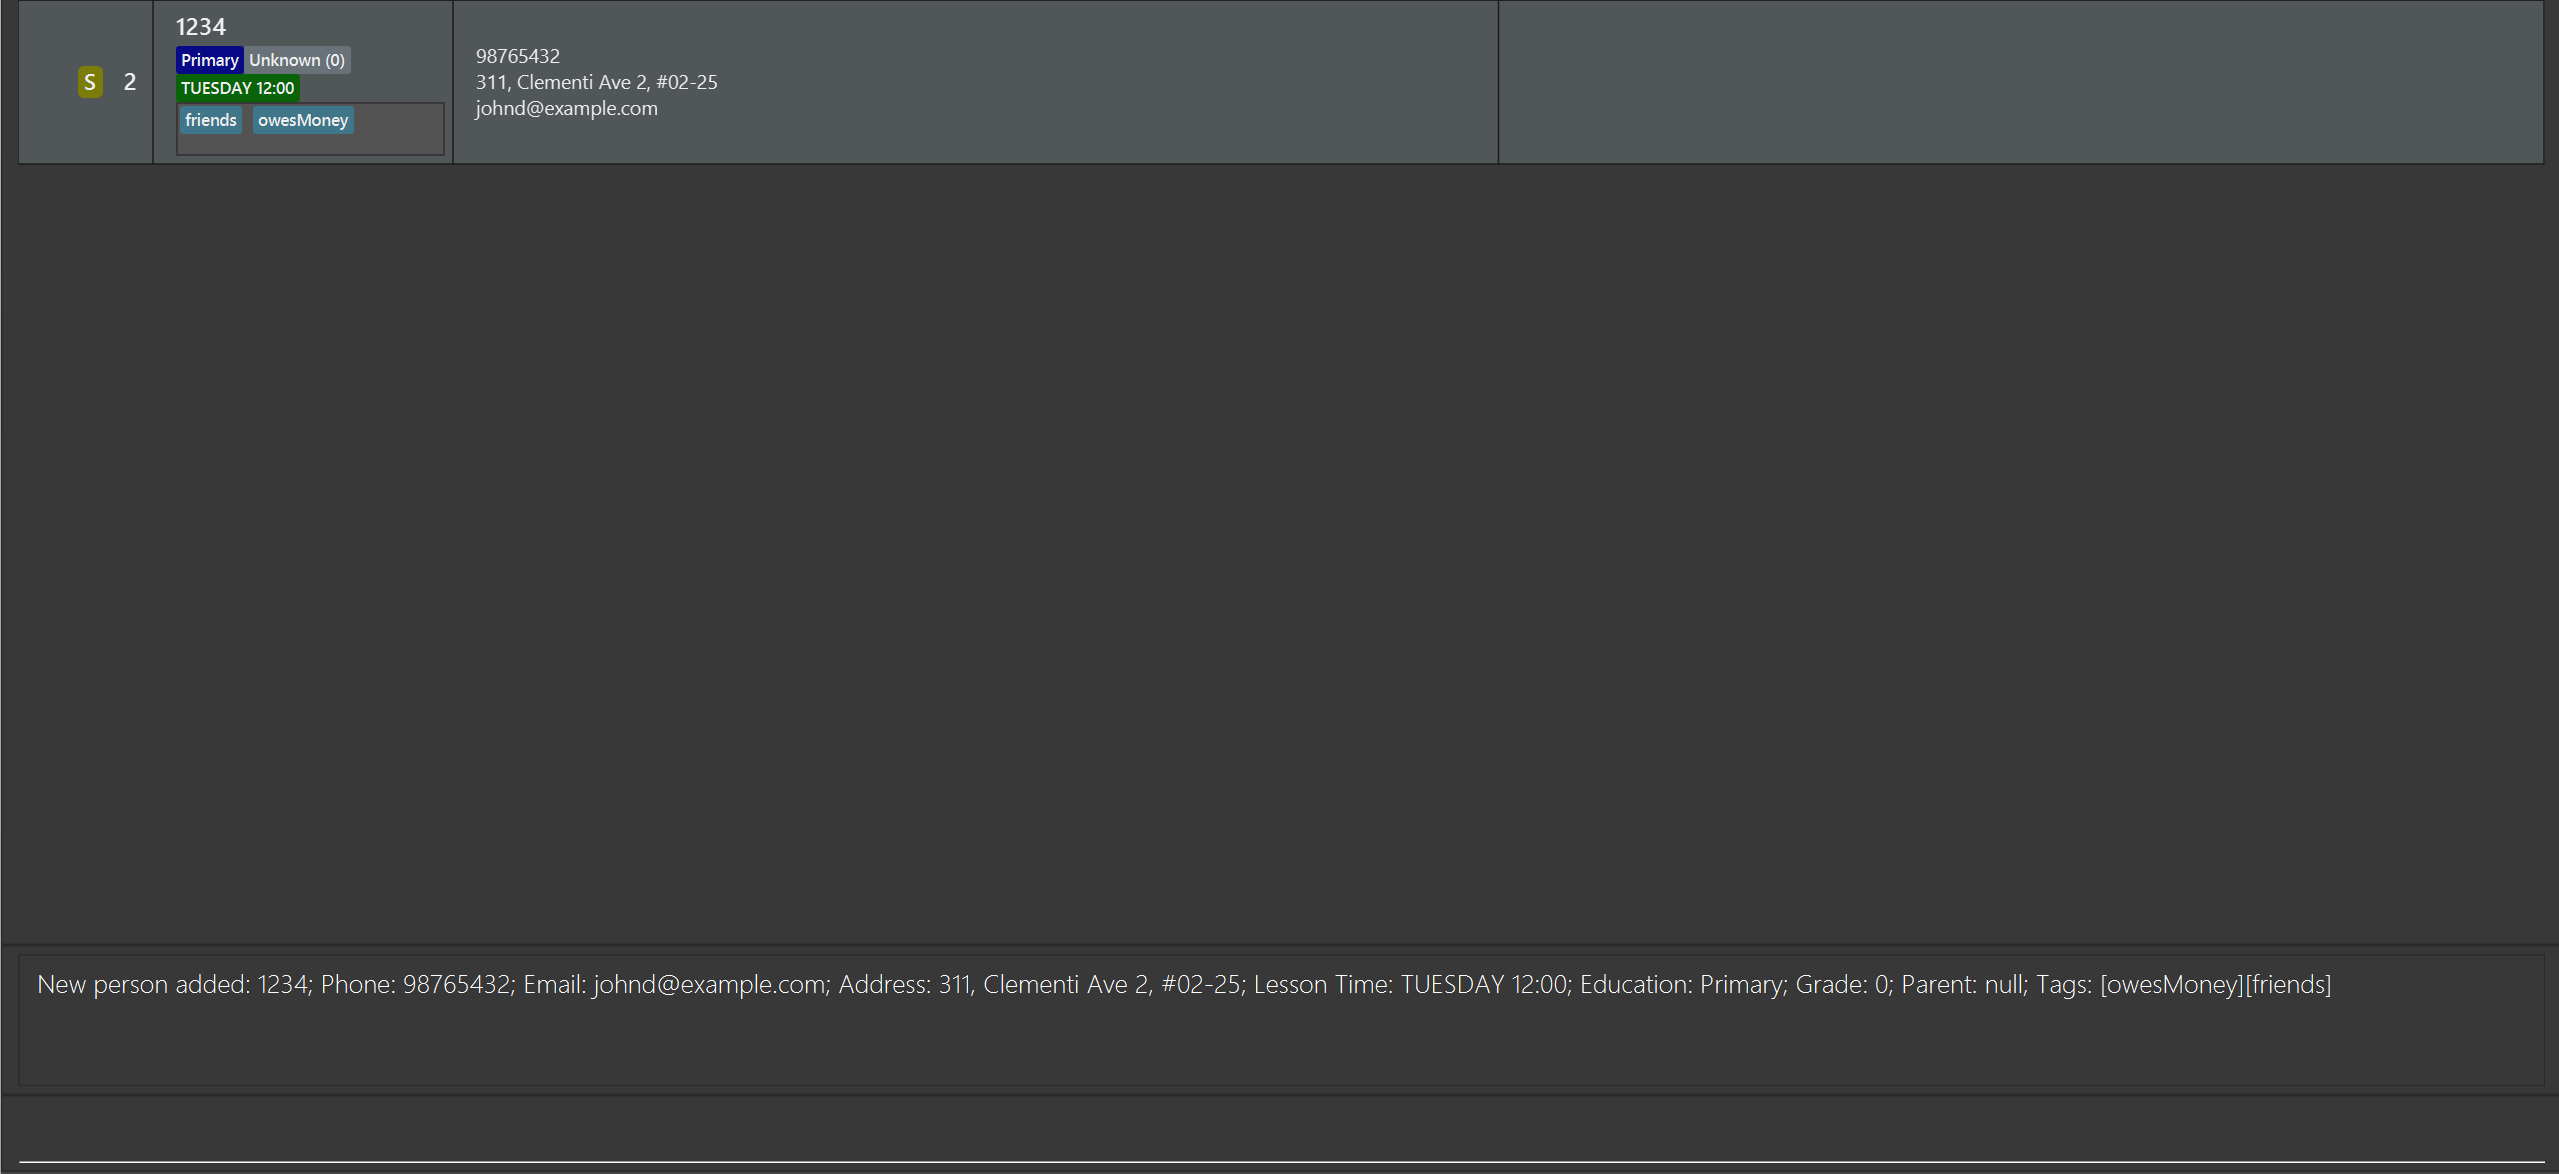 S 2
1234
Primary Unknown (0)
TUESDAY 12:00
friends owesMoney
98765432
311, Clementi Ave 2, #02-25
johnd@example.com
New person added: 1234; Phone: 98765432; Email: johnd@example.com; Address: 311, Clementi Ave 2, #02-25; Lesson Time: TUESDAY 12:00; Education: Primary; Grade: 0; Parent: null; Tags: [owesMoney][friends]